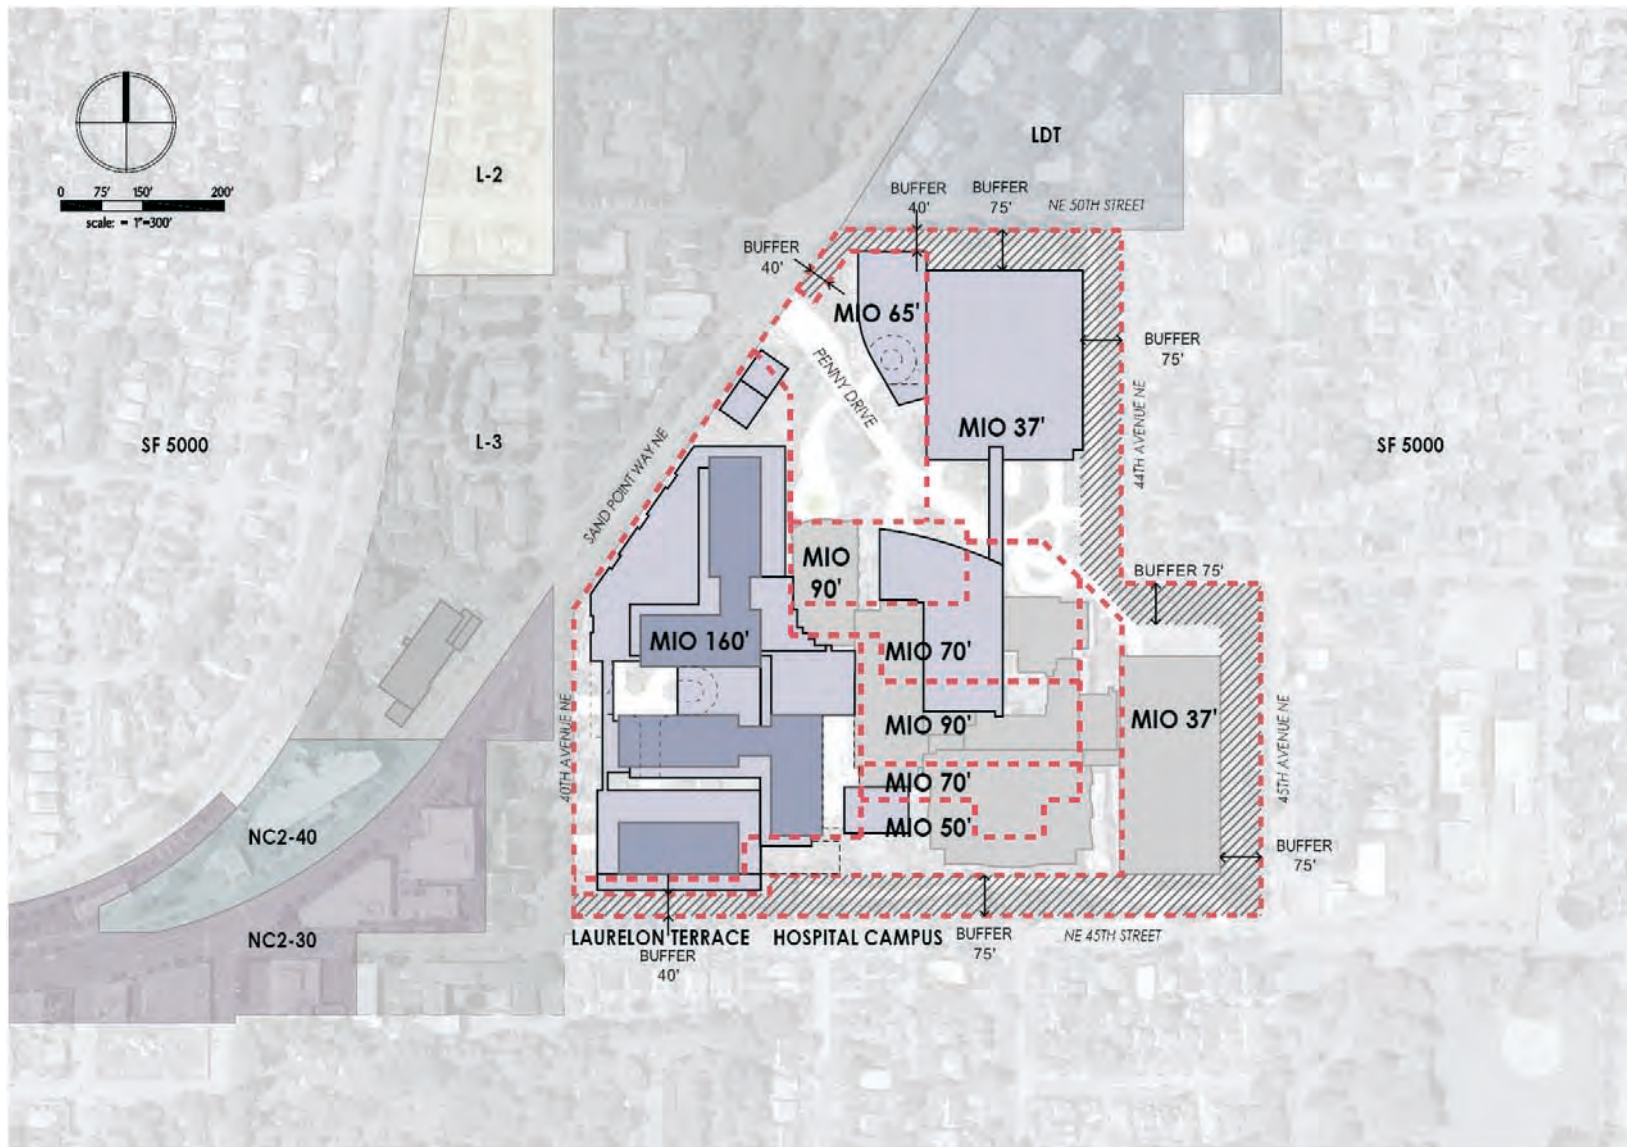 LDT
L-2
BUFFER
40'
BUFFER
75'
NE 50TH STREET
0 75' 150' 200'
scale: = 1"=300'
BUFFER
40'
MIO 65'
BUFFER
75'
PENNY DRIVE
MIO 37'
44TH AVENUE NE
SF 5000
L-3
SF 5000
SAND POINT WAY NE
MIO
90'
BUFFER 75'
MIO 160'
MIO 70'
40TH AVENUE NE
MIO 90'
MIO 37'
45TH AVENUE NE
MIO 70'
MIO 50'
NC2-40
BUFFER
75'
NC2-30
LAURELON TERRACE
HOSPITAL CAMPUS
BUFFER
75'
NE 45TH STREET
BUFFER
40'